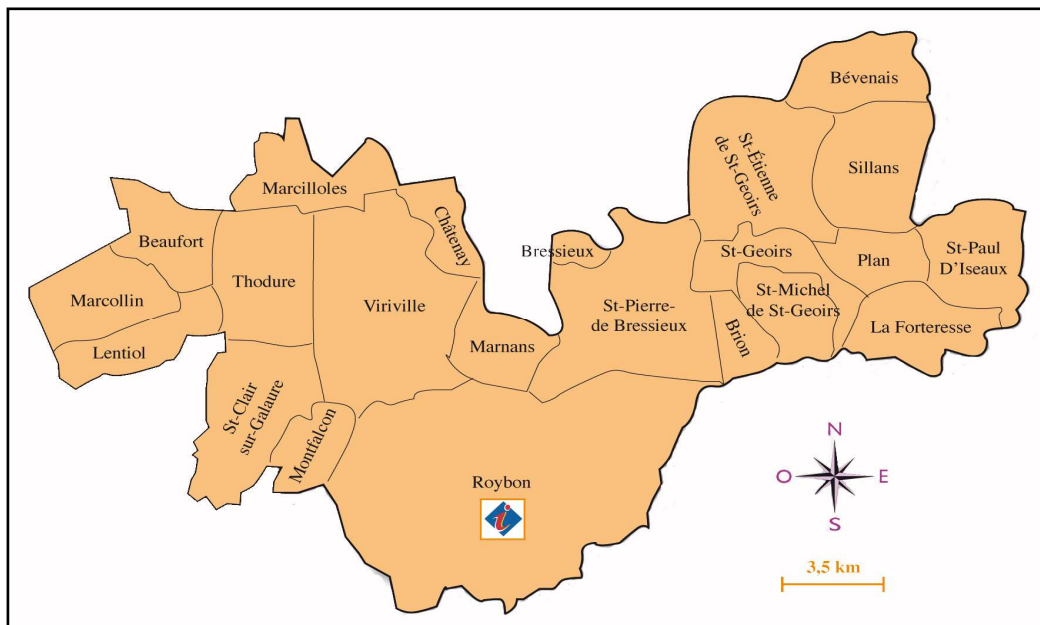 Bévenais
St-Étienne
de St-Geoirs
Sillans
Marcilloles
Châtenay
Beaufort
Bressieux
St-Geoirs
Plan
St-Paul
D'Iseaux
Thodure
Marcollin
Viriville
St-Pierre-
de Bressieux
St-Michel
de St-Geoirs
La Forteresse
Lentiol
Marnans
Brion
St-Clair
sur-Galaure
Montfalcon
Roybon
i
N
O
E
S
3,5 km